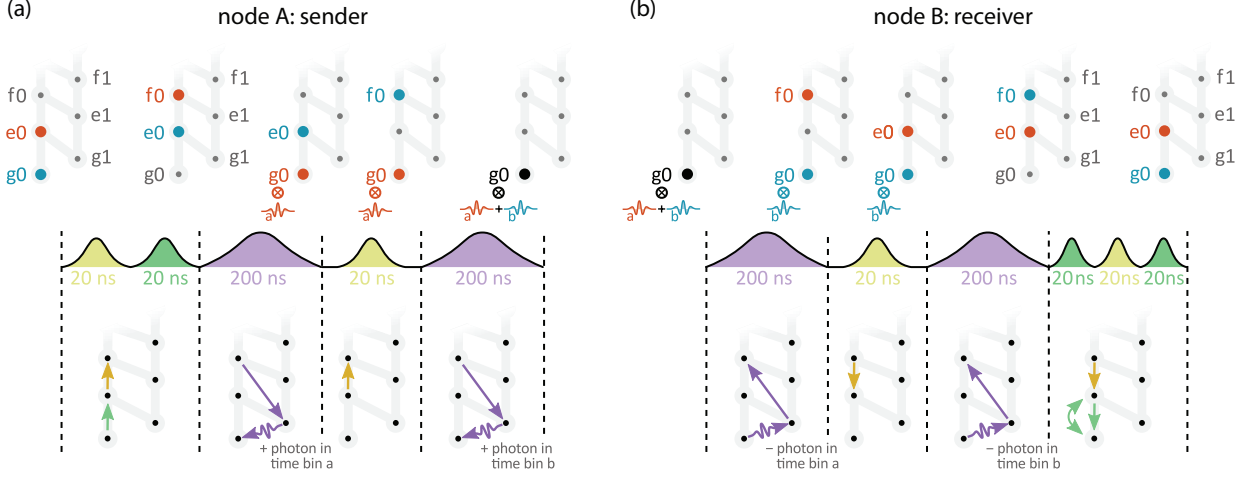 (a)
node A: sender
f0
e0
g0
f1
e1
g1
f0
e0
g0
f1
e1
g1
e0
g0
⊗
a
f0
g0
⊗
a
g0
⊗
a + b
20 ns
20 ns
200 ns
20 ns
200 ns
+ photon in
time bin a
+ photon in
time bin b
(b)
node B: receiver
g0
⊗
a + b
f0
g0
⊗
b
e0
g0
⊗
b
f0
e0
g0
f1
e1
g1
f0
e0
g0
f1
e1
g1
200 ns
20 ns
200 ns
20ns
20ns
20ns
− photon in
time bin a
− photon in
time bin b